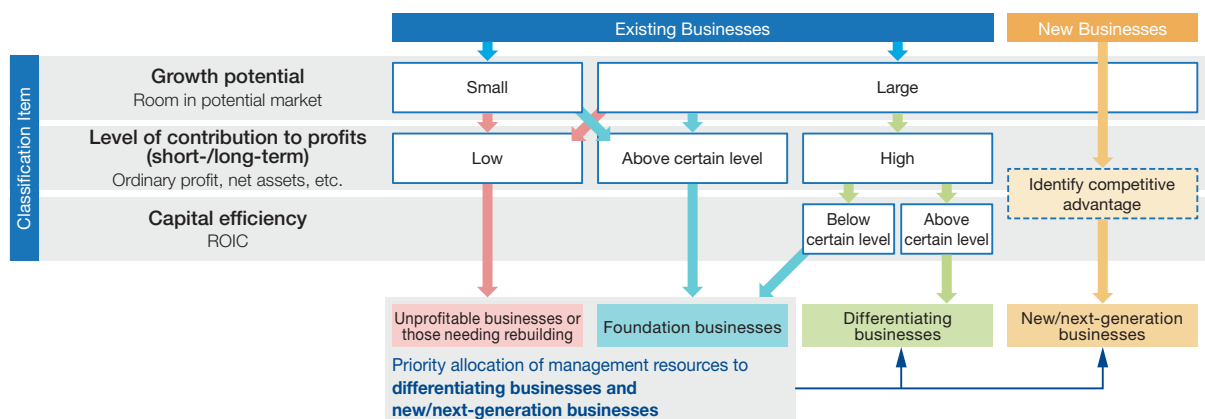 Existing Businesses
New Businesses
Classification Item
Growth potential
Room in potential market
Small
Large
Level of contribution to profits
(short-/long-term)
Ordinary profit, net assets, etc.
Low
Above certain level
High
Identify competitive
advantage
Capital efficiency
ROIC
Below
certain level
Above
certain level
Unprofitable businesses or
those needing rebuilding
Foundation businesses
Differentiating
businesses
New/next-generation
businesses
Priority allocation of management resources to
differentiating businesses and
new/next-generation businesses